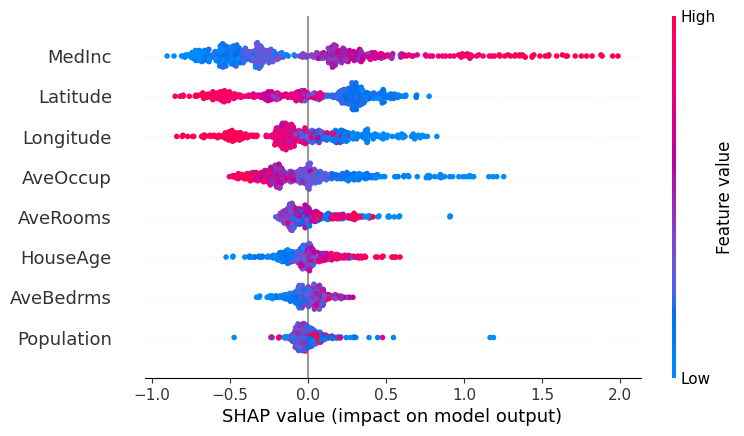 High
MedInc
Latitude
Longitude
AveOccup
AveRooms
HouseAge
AveBedrms
Population
Feature value
Low
−1.0 −0.5 0.0 0.5 1.0 1.5 2.0
SHAP value (impact on model output)